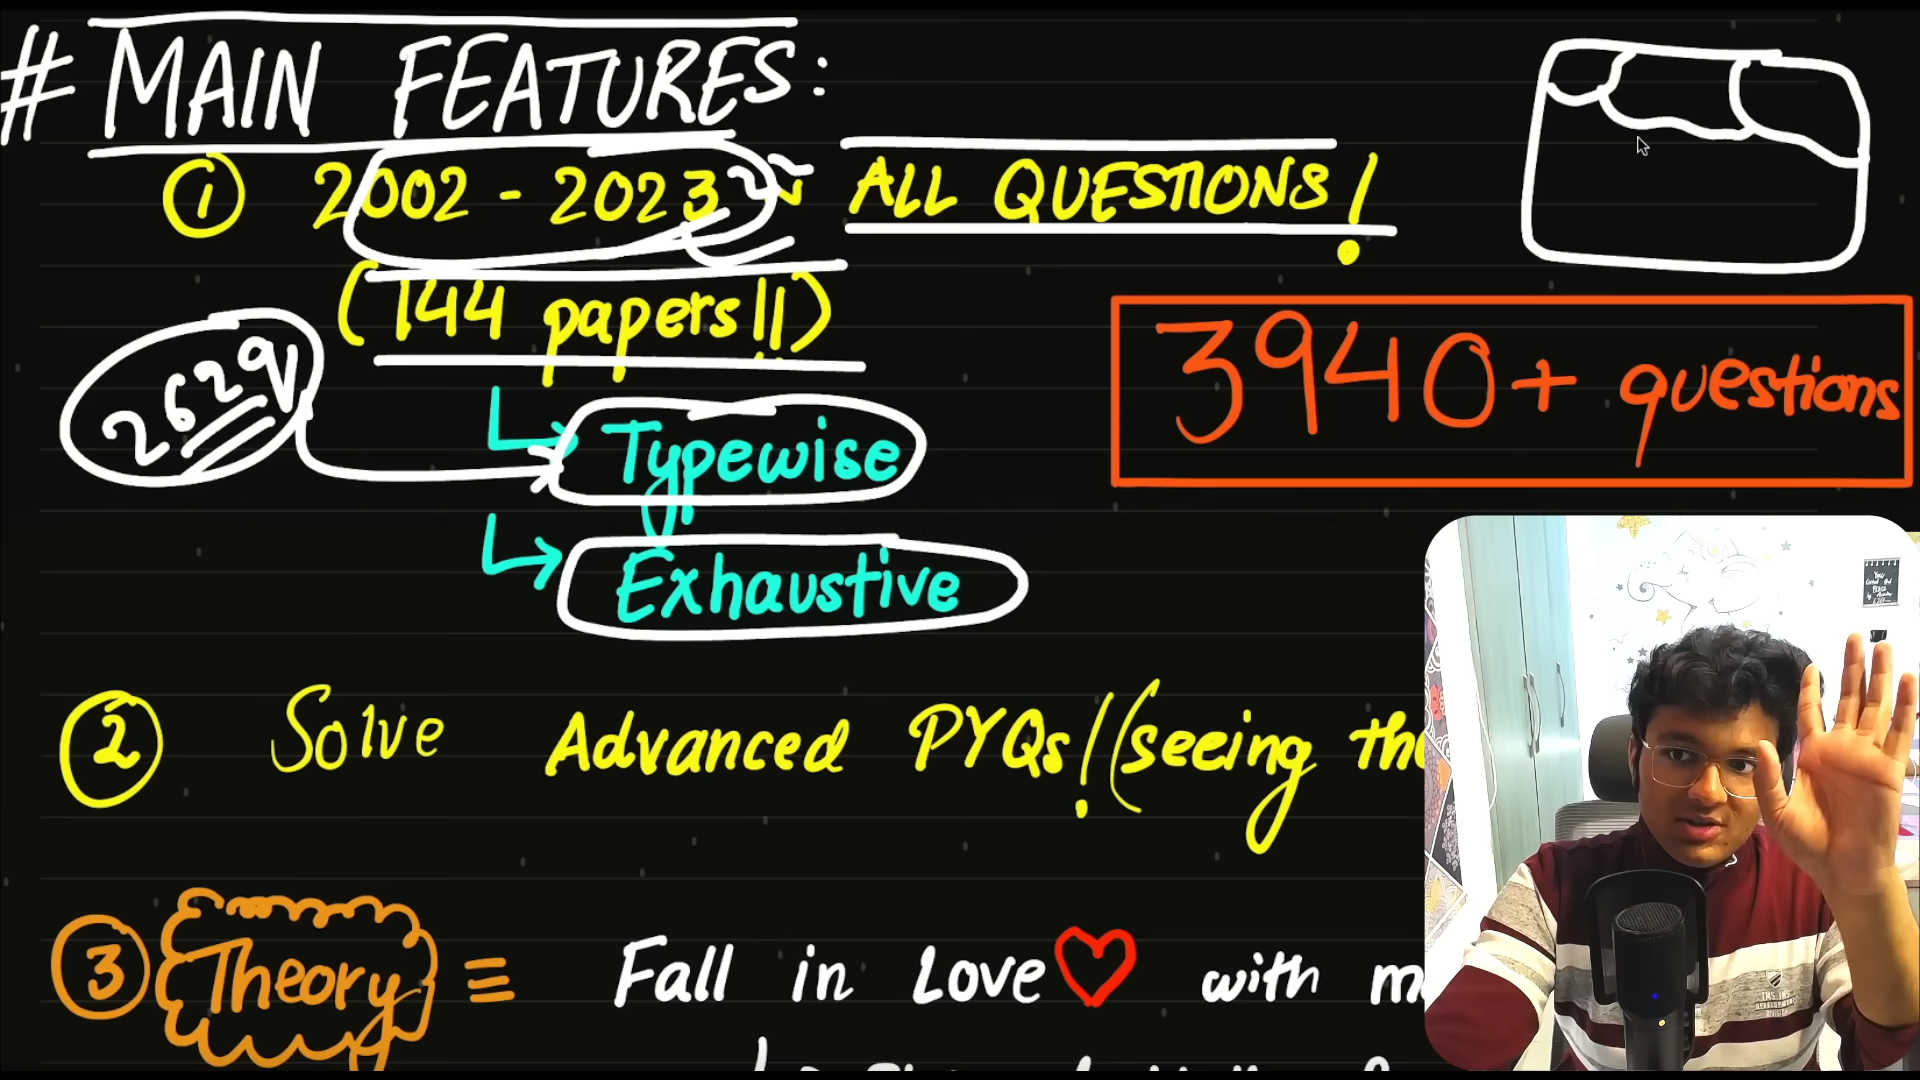 # MAIN FEATURES:
① 2002 - 2023 ~ ALL QUESTIONS!
(144 papers!!)
262q
3940+ questions
↳ Typewise
↳ Exhaustive
② Solve Advanced PYQs! (seeing the
③ Theory ≡ Fall in Love ♡ with m